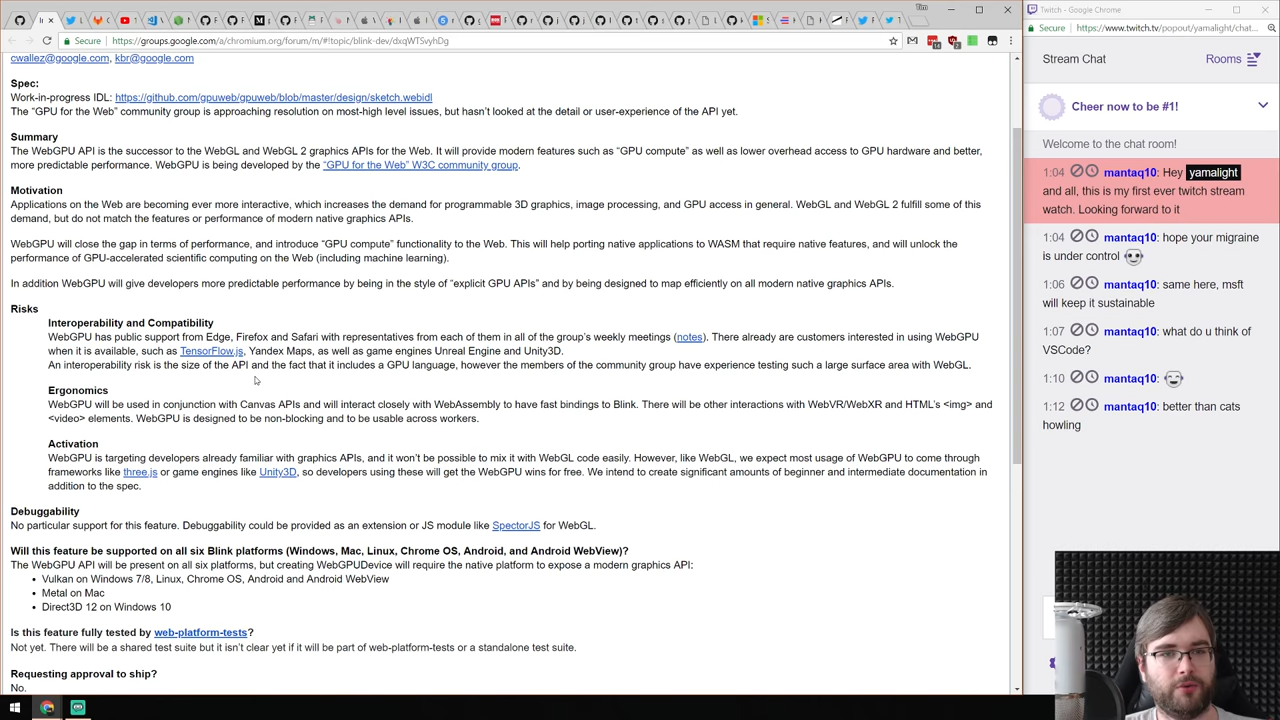 Tim
Twitch - Google Chrome
Secure
https://groups.google.com/a/chromium.org/forum/m/#!topic/blink-dev/dxqWTSvyhDg
Secure
https://www.twitch.tv/popout/yamalight/chat...
cwallez@google.com, kbr@google.com
Spec:
Work-in-progress IDL: https://github.com/gpuweb/gpuweb/blob/master/design/sketch.webidl
The “GPU for the Web” community group is approaching resolution on most-high level issues, but hasn’t looked at the detail or user-experience of the API yet.
Summary
The WebGPU API is the successor to the WebGL and WebGL 2 graphics APIs for the Web. It will provide modern features such as “GPU compute” as well as lower overhead access to GPU hardware and better,
more predictable performance. WebGPU is being developed by the “GPU for the Web” W3C community group.
Motivation
Applications on the Web are becoming ever more interactive, which increases the demand for programmable 3D graphics, image processing, and GPU access in general. WebGL and WebGL 2 fulfill some of this
demand, but do not match the features or performance of modern native graphics APIs.
WebGPU will close the gap in terms of performance, and introduce “GPU compute” functionality to the Web. This will help porting native applications to WASM that require native features, and will unlock the
performance of GPU-accelerated scientific computing on the Web (including machine learning).
In addition WebGPU will give developers more predictable performance by being in the style of “explicit GPU APIs” and by being designed to map efficiently on all modern native graphics APIs.
Risks
Interoperability and Compatibility
WebGPU has public support from Edge, Firefox and Safari with representatives from each of them in all of the group’s weekly meetings (notes). There already are customers interested in using WebGPU
when it is available, such as TensorFlow.js, Yandex Maps, as well as game engines Unreal Engine and Unity3D.
An interoperability risk is the size of the API and the fact that it includes a GPU language, however the members of the community group have experience testing such a large surface area with WebGL.
Ergonomics
WebGPU will be used in conjunction with Canvas APIs and will interact closely with WebAssembly to have fast bindings to Blink. There will be other interactions with WebVR/WebXR and HTML’s <img> and
<video> elements. WebGPU is designed to be non-blocking and to be usable across workers.
Activation
WebGPU is targeting developers already familiar with graphics APIs, and it won’t be possible to mix it with WebGL code easily. However, like WebGL, we expect most usage of WebGPU to come through
frameworks like three.js or game engines like Unity3D, so developers using these will get the WebGPU wins for free. We intend to create significant amounts of beginner and intermediate documentation in
addition to the spec.
Debuggability
No particular support for this feature. Debuggability could be provided as an extension or JS module like SpectorJS for WebGL.
Will this feature be supported on all six Blink platforms (Windows, Mac, Linux, Chrome OS, Android, and Android WebView)?
The WebGPU API will be present on all six platforms, but creating WebGPUDevice will require the native platform to expose a modern graphics API:
• Vulkan on Windows 7/8, Linux, Chrome OS, Android and Android WebView
• Metal on Mac
• Direct3D 12 on Windows 10
Is this feature fully tested by web-platform-tests?
Not yet. There will be a shared test suite but it isn’t clear yet if it will be part of web-platform-tests or a standalone test suite.
Requesting approval to ship?
No.
Stream Chat
Rooms
Cheer now to be #1!
Welcome to the chat room!
1:04 mantaq10: Hey yamalight
and all, this is my first ever twitch stream
watch. Looking forward to it
1:04 mantaq10: hope your migraine
is under control
1:06 mantaq10: same here, msft
will keep it sustainable
1:07 mantaq10: what do u think of
VSCode?
1:10 mantaq10:
1:12 mantaq10: better than cats
howling